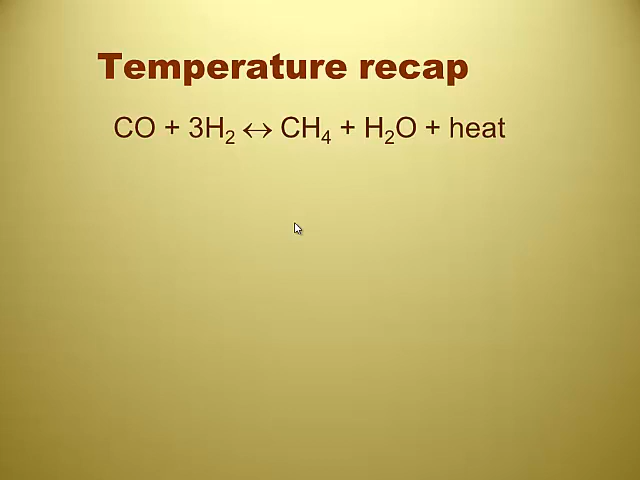 Temperature recap
CO + 3H₂ ↔ CH₄ + H₂O + heat